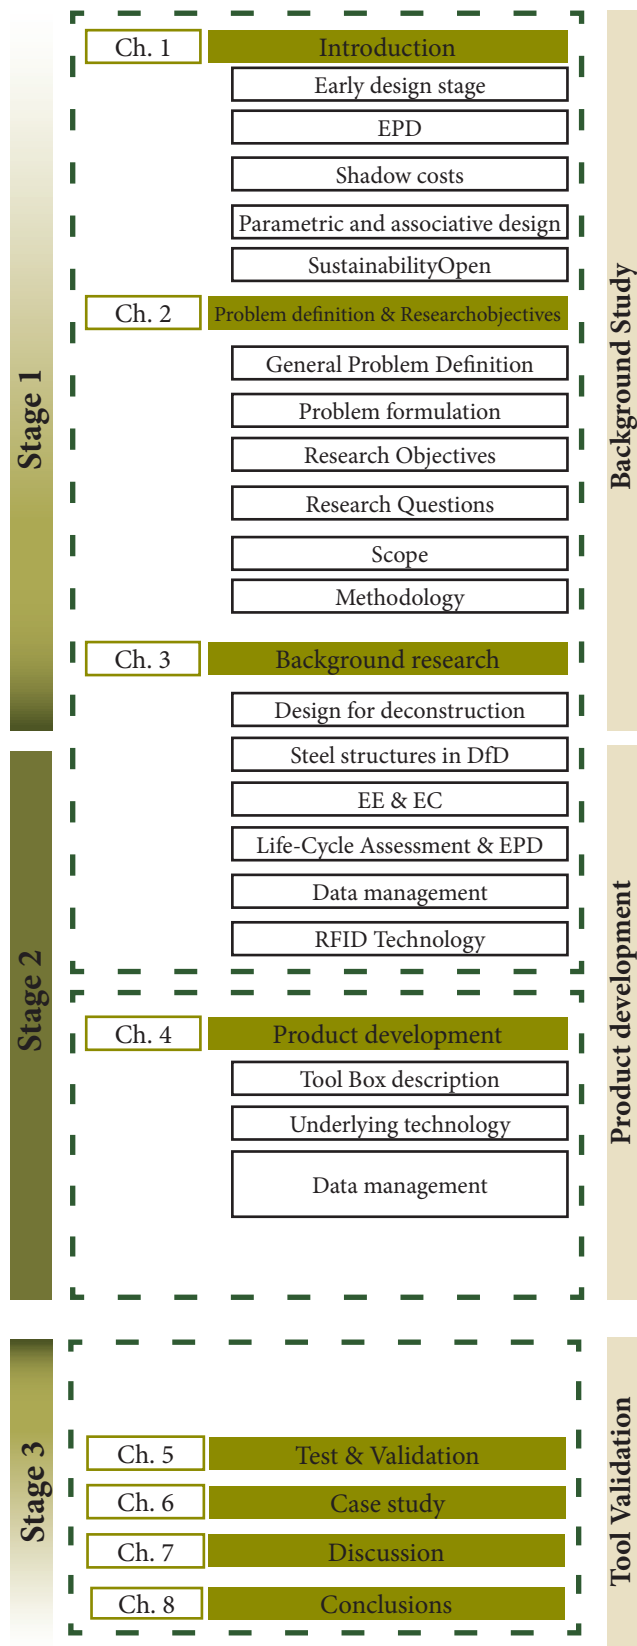 Stage 1
Background Study
Ch. 1
Introduction
Early design stage
EPD
Shadow costs
Parametric and associative design
SustainabilityOpen
Ch. 2
Problem definition & Researchobjectives
General Problem Definition
Problem formulation
Research Objectives
Research Questions
Scope
Methodology
Ch. 3
Background research
Design for deconstruction
Steel structures in DfD
EE & EC
Life-Cycle Assessment & EPD
Data management
RFID Technology
Stage 2
Product development
Ch. 4
Product development
Tool Box description
Underlying technology
Data management
Stage 3
Tool Validation
Ch. 5
Test & Validation
Ch. 6
Case study
Ch. 7
Discussion
Ch. 8
Conclusions